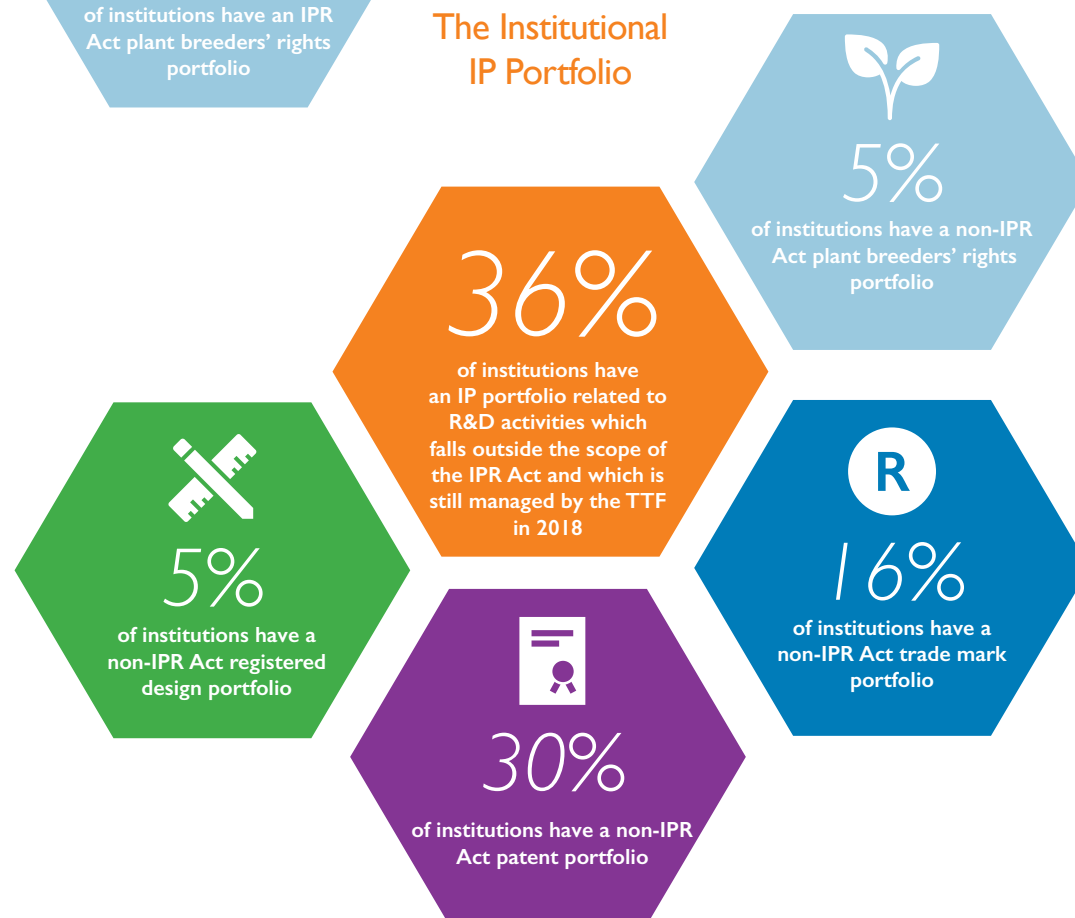 of institutions have an IPR
Act plant breeders’ rights
portfolio
The Institutional
IP Portfolio
5%
of institutions have a non-IPR
Act plant breeders’ rights
portfolio
36%
of institutions have
an IP portfolio related to
R&D activities which
falls outside the scope of
the IPR Act and which is
still managed by the TTF
in 2018
5%
of institutions have a
non-IPR Act registered
design portfolio
R
16%
of institutions have a
non-IPR Act trade mark
portfolio
30%
of institutions have a non-IPR
Act patent portfolio